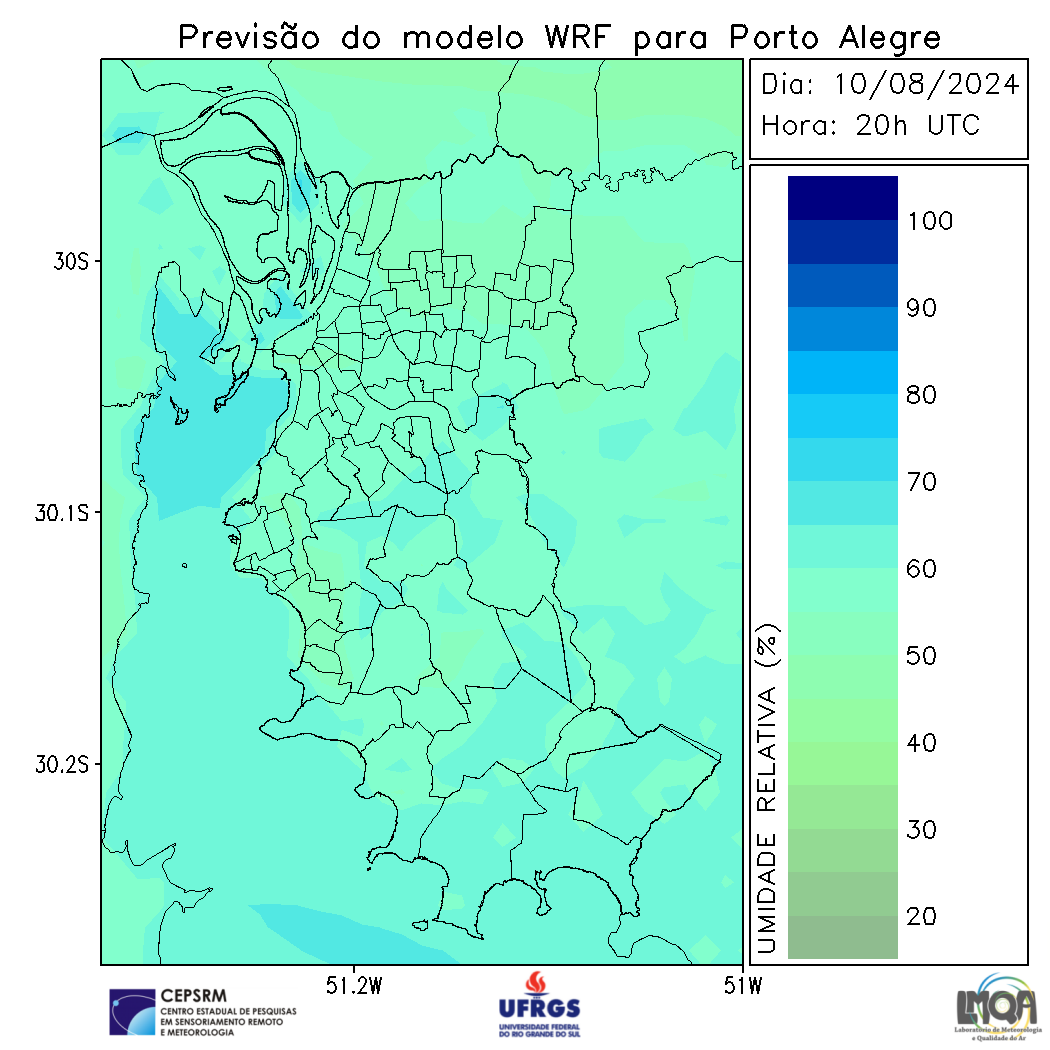 Previsão do modelo WRF para Porto Alegre
Dia: 10/08/2024
Hora: 20h UTC
30S
30.1S
30.2S
51.2W
51W
100
90
80
70
60
50
40
30
20
UMIDADE RELATIVA (%)
CEPSRM
CENTRO ESTADUAL DE PESQUISAS
EM SENSORIAMENTO REMOTO
E METEOROLOGIA
UFRGS
UNIVERSIDADE FEDERAL
DO RIO GRANDE DO SUL
LMQA
Laboratório de Meteorologia
e Qualidade do Ar